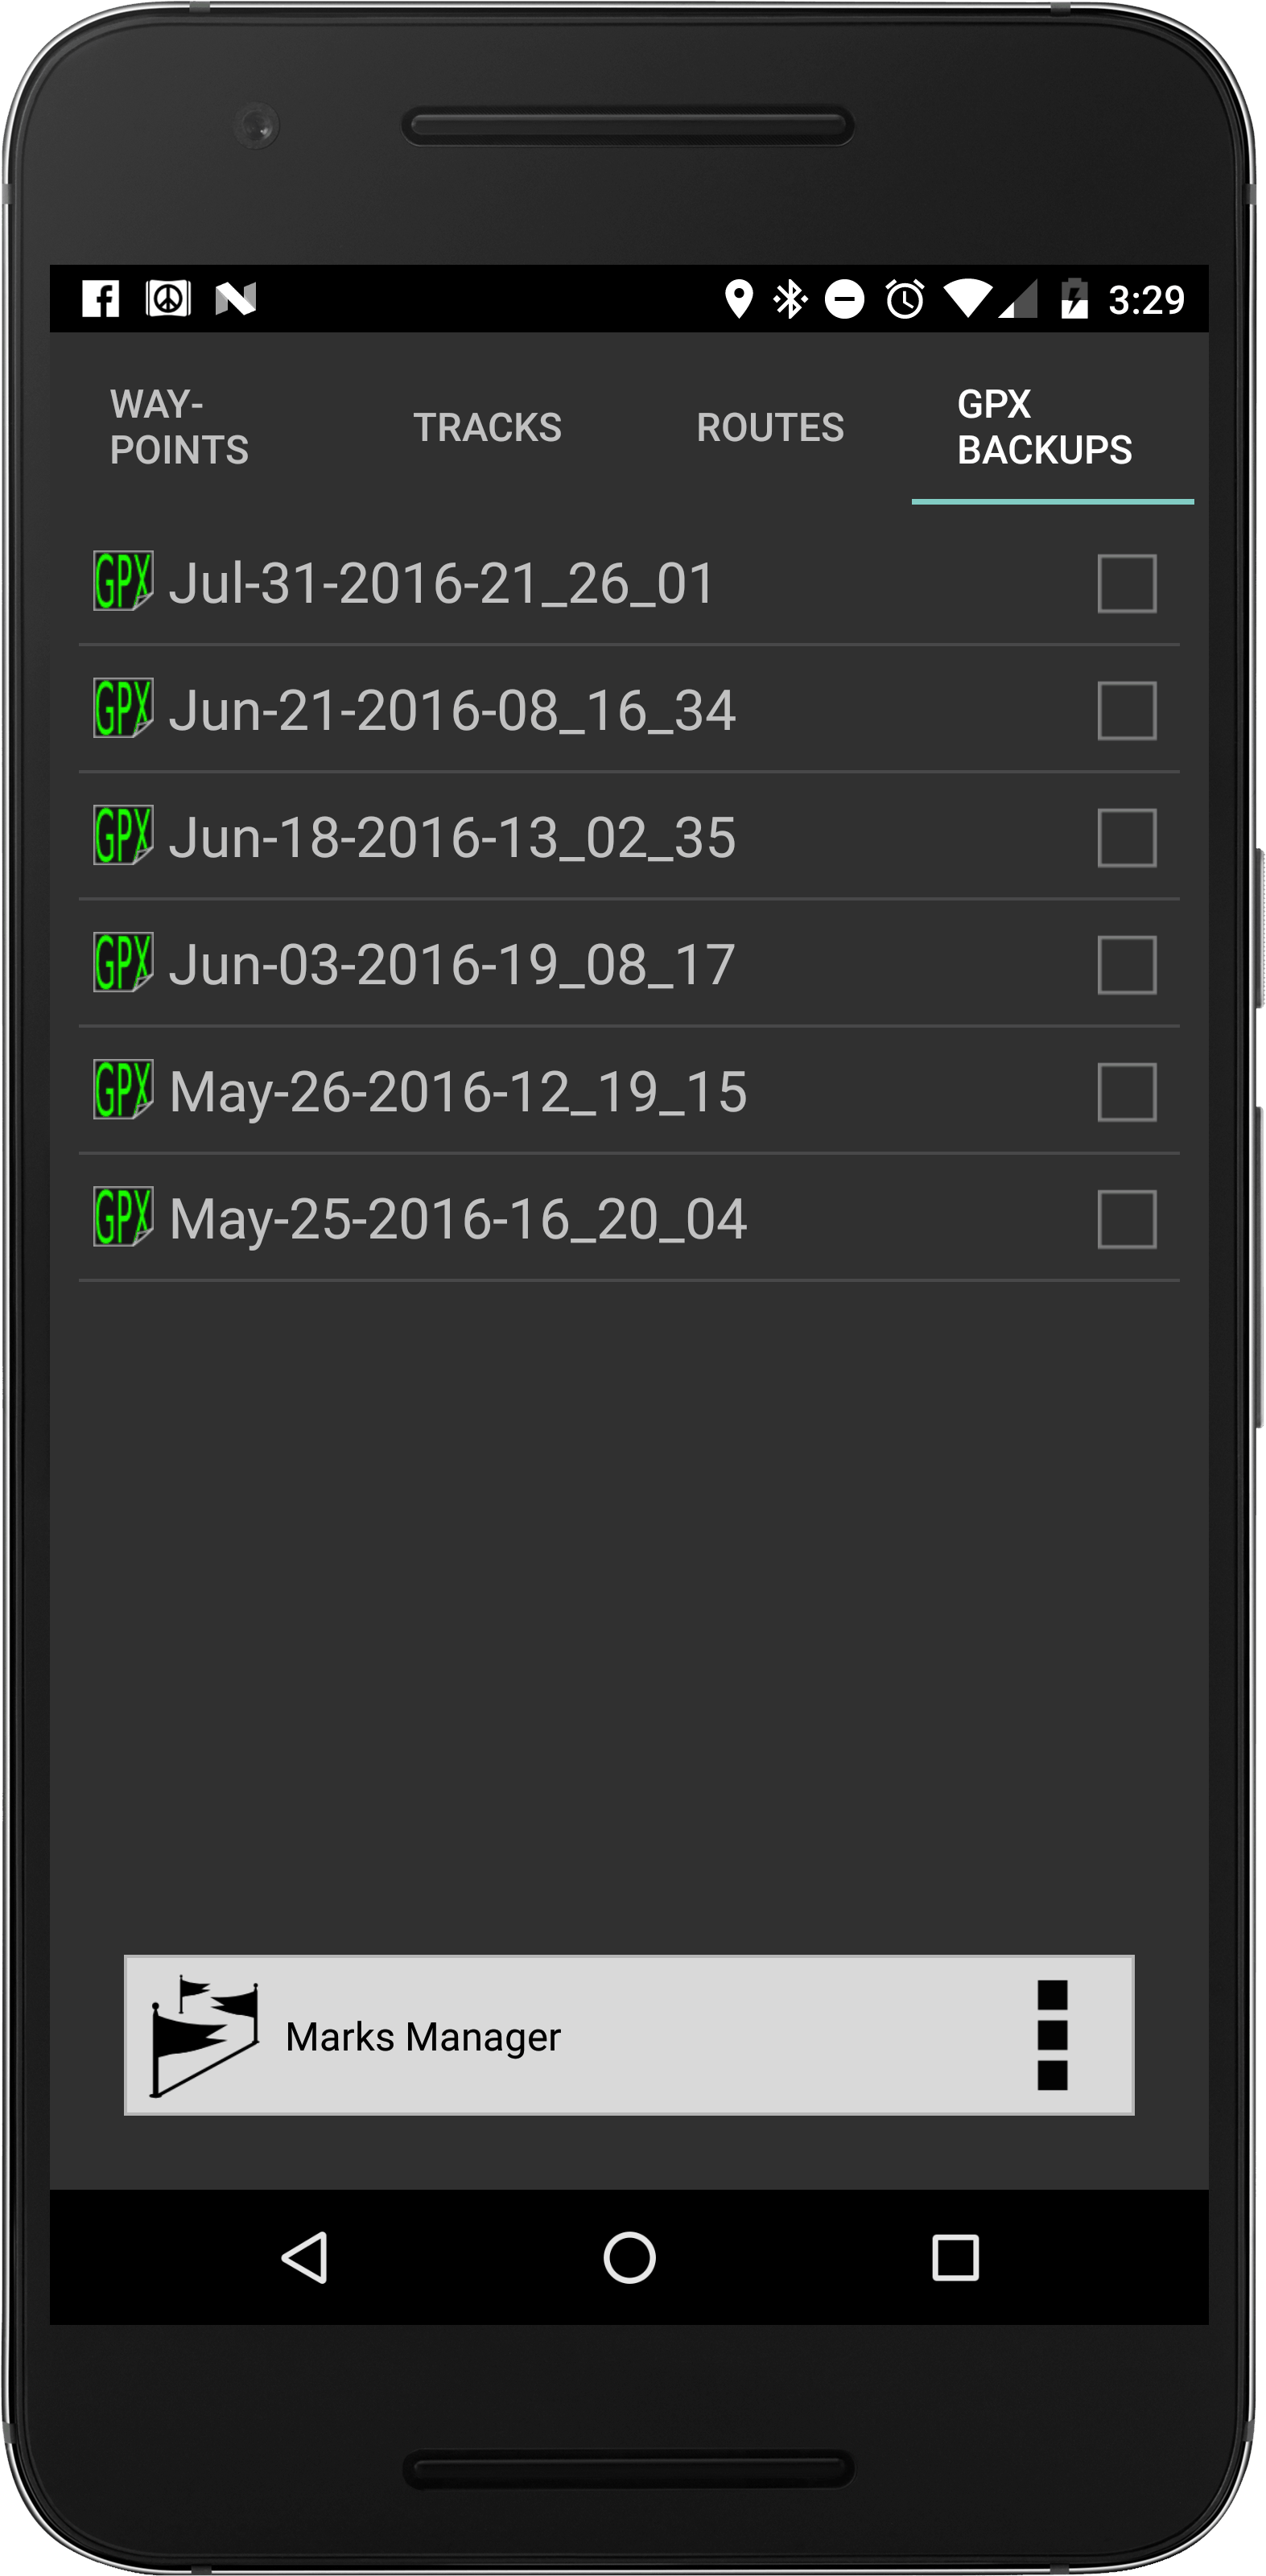 3:29
WAY-
POINTS
TRACKS
ROUTES
GPX
BACKUPS
GPX Jul-31-2016-21_26_01
GPX Jun-21-2016-08_16_34
GPX Jun-18-2016-13_02_35
GPX Jun-03-2016-19_08_17
GPX May-26-2016-12_19_15
GPX May-25-2016-16_20_04
Marks Manager